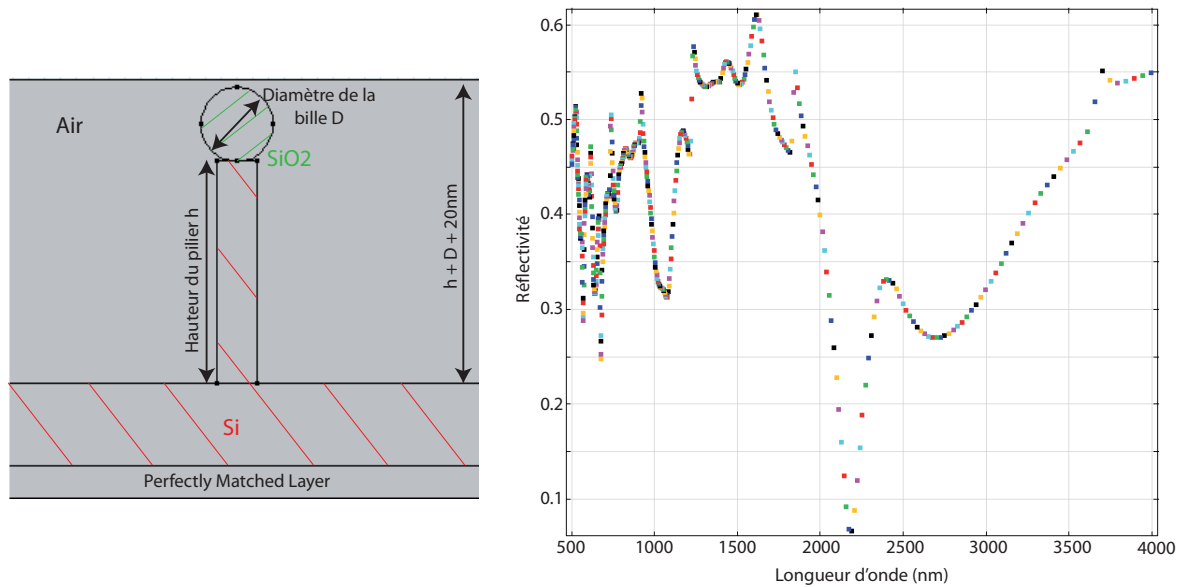 Air
Diamètre de la
bille D
SiO2
Hauteur du pilier h
h + D + 20nm
Si
Perfectly Matched Layer
Réflectivité
0.6
0.5
0.4
0.3
0.2
0.1
500
1000
1500
2000
2500
3000
3500
4000
Longueur d'onde (nm)